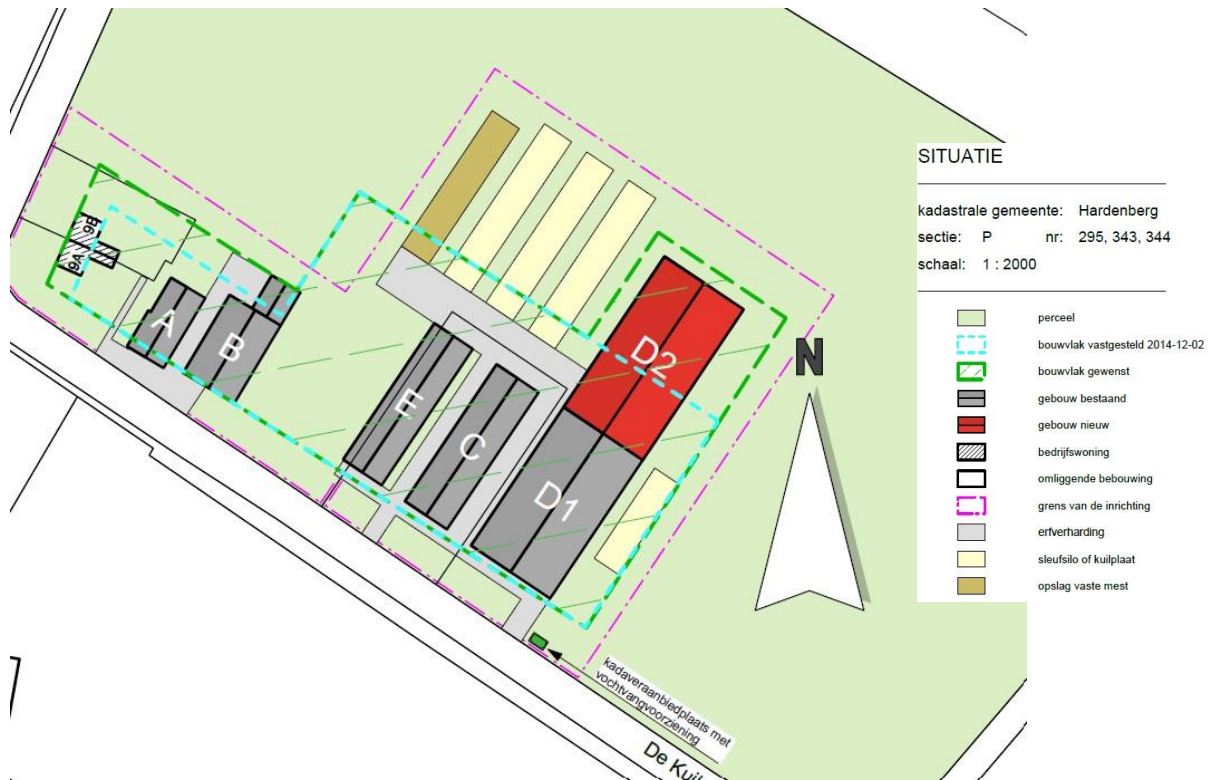 SITUATIE
kadastrale gemeente: Hardenberg
sectie: P nr: 295, 343, 344
schaal: 1 : 2000
perceel
bouwvlak vastgesteld 2014-12-02
bouwvlak gewenst
gebouw bestaand
gebouw nieuw
bedrijfswoning
omliggende bebouwing
grens van de inrichting
erfverharding
sleufsilo of kuilplaat
opslag vaste mest
9B
9A
A
B
E
C
D2
D1
N
kadaveraanbiedplaats met
vochtvangvoorziening
De Kuil